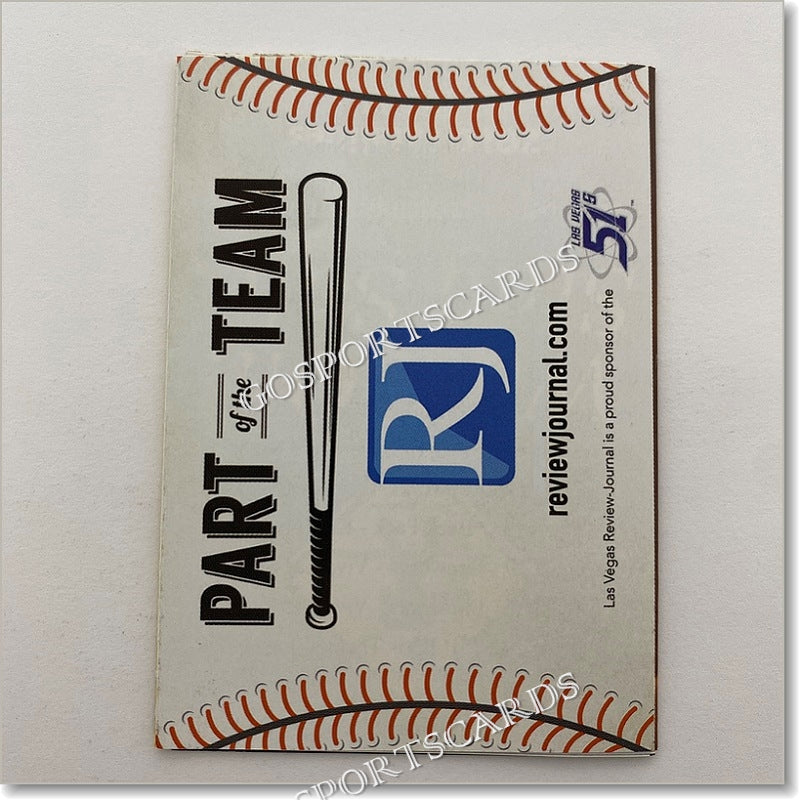 PART
of the
TEAM
RJ
reviewjournal.com
Las Vegas Review-Journal is a proud sponsor of the
LAS VEGAS
51s
™
GOSPORTSCARDS
GOSPORTSCARDS